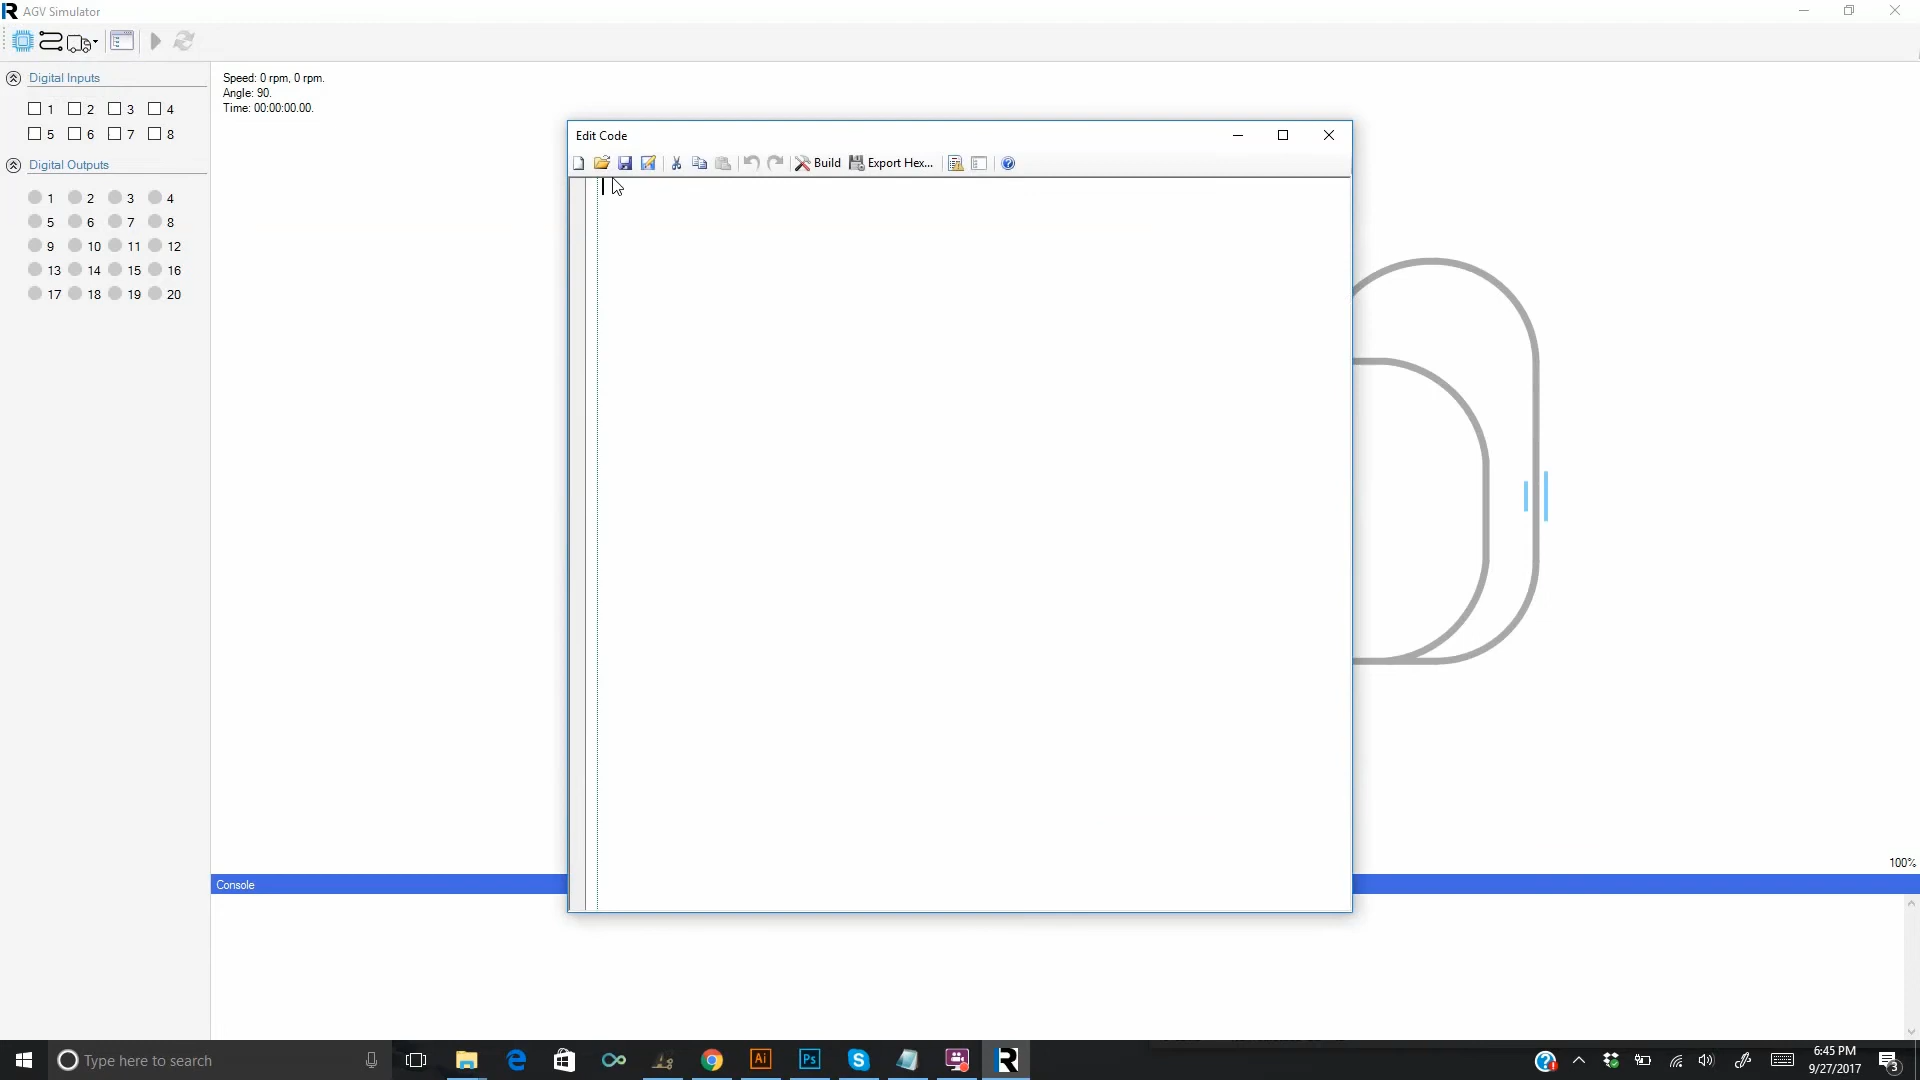 AGV Simulator
Digital Inputs
1 2 3 4
5 6 7 8
Digital Outputs
1 2 3 4
5 6 7 8
9 10 11 12
13 14 15 16
17 18 19 20
Speed: 0 rpm, 0 rpm.
Angle: 90.
Time: 00:00:00.00.
Edit Code
Build Export Hex...
100%
Console
Type here to search
Ai
Ps
6:45 PM
9/27/2017
3